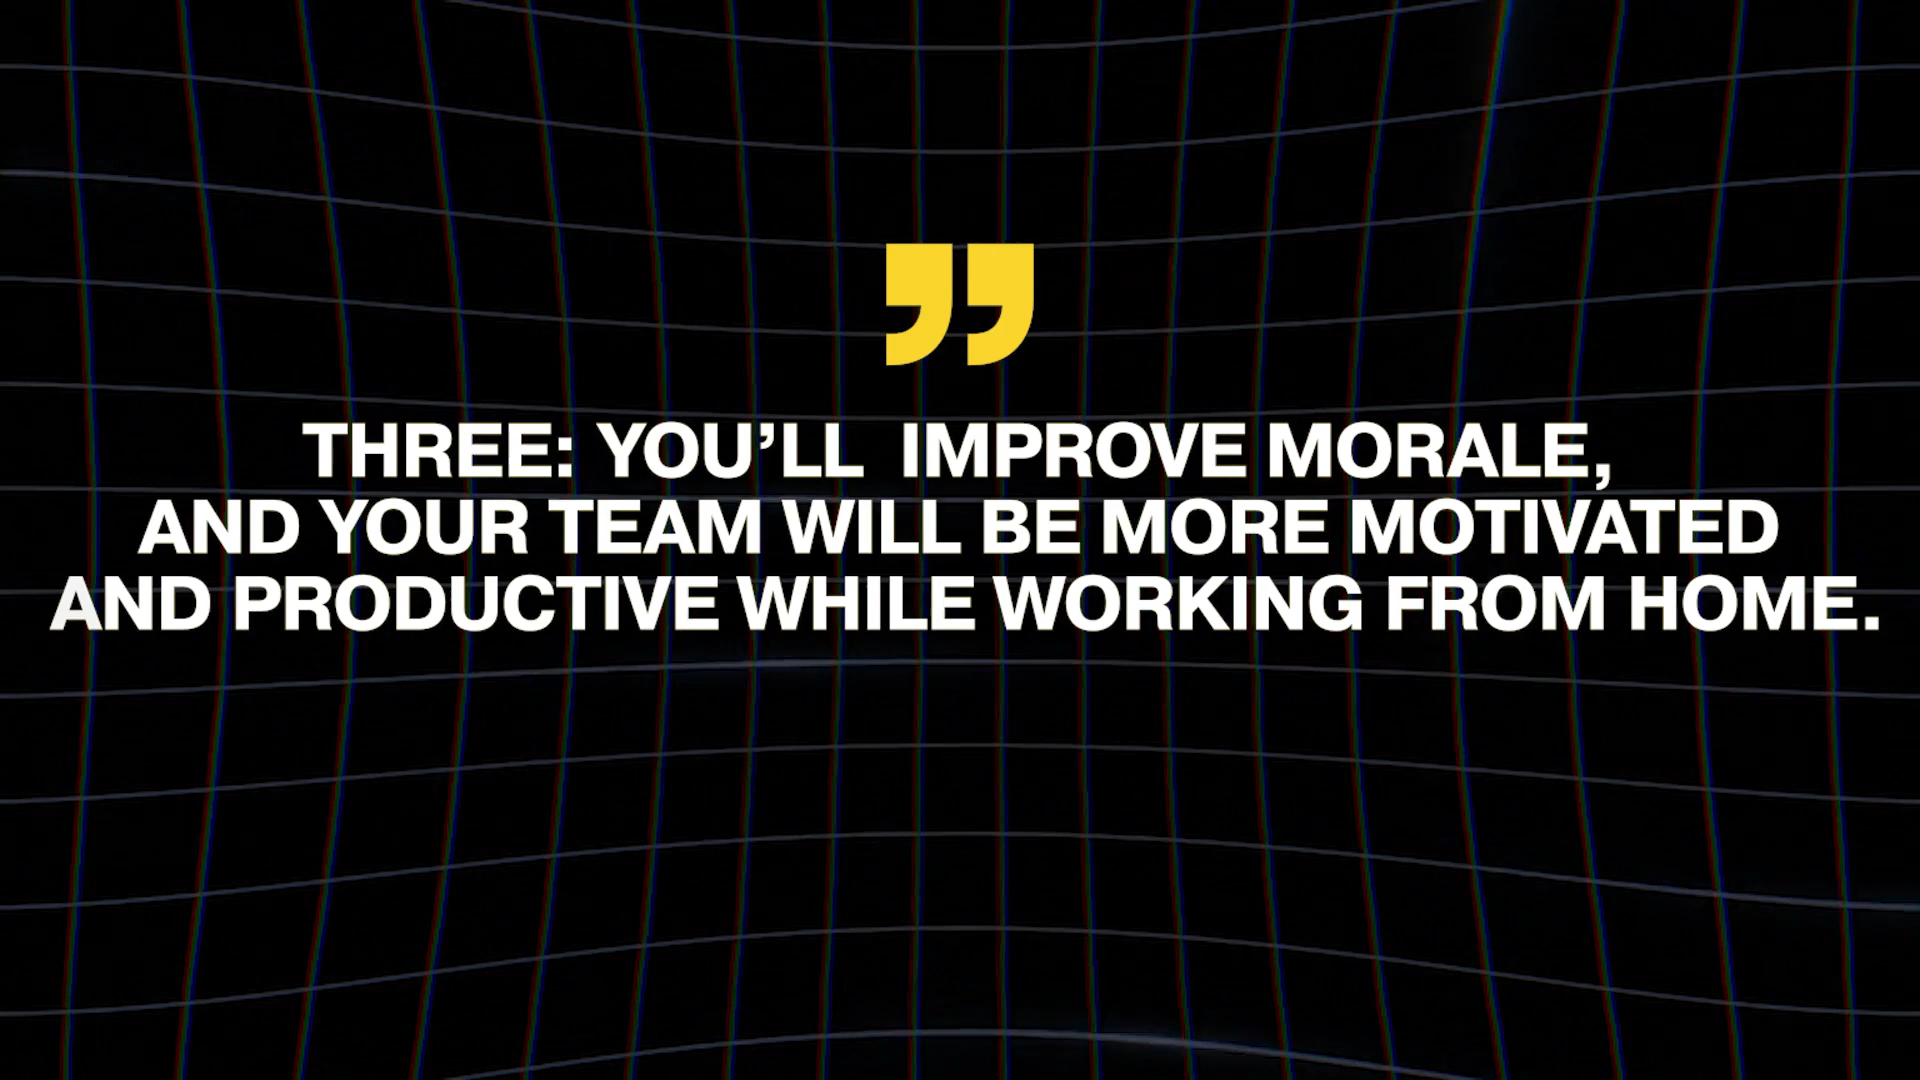 ”
THREE: YOU’LL  IMPROVE MORALE,
AND YOUR TEAM WILL BE MORE MOTIVATED
AND PRODUCTIVE WHILE WORKING FROM HOME.